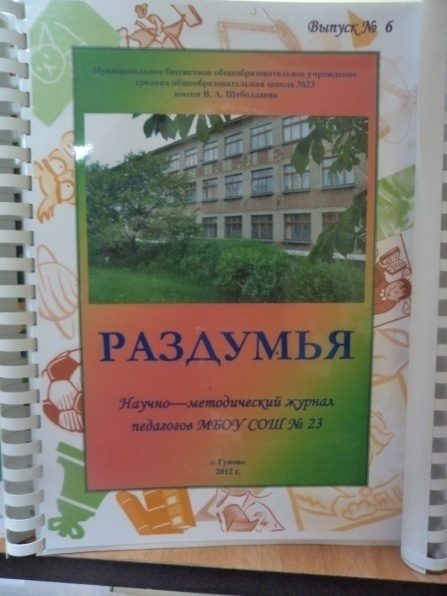 Выпуск № 6
Муниципальное бюджетное общеобразовательное учреждение
средняя общеобразовательная школа №23
имени В. А. Шеболдаева
РАЗДУМЬЯ
Научно—методический журнал
педагогов МБОУ СОШ № 23
г. Гуково
2012 г.